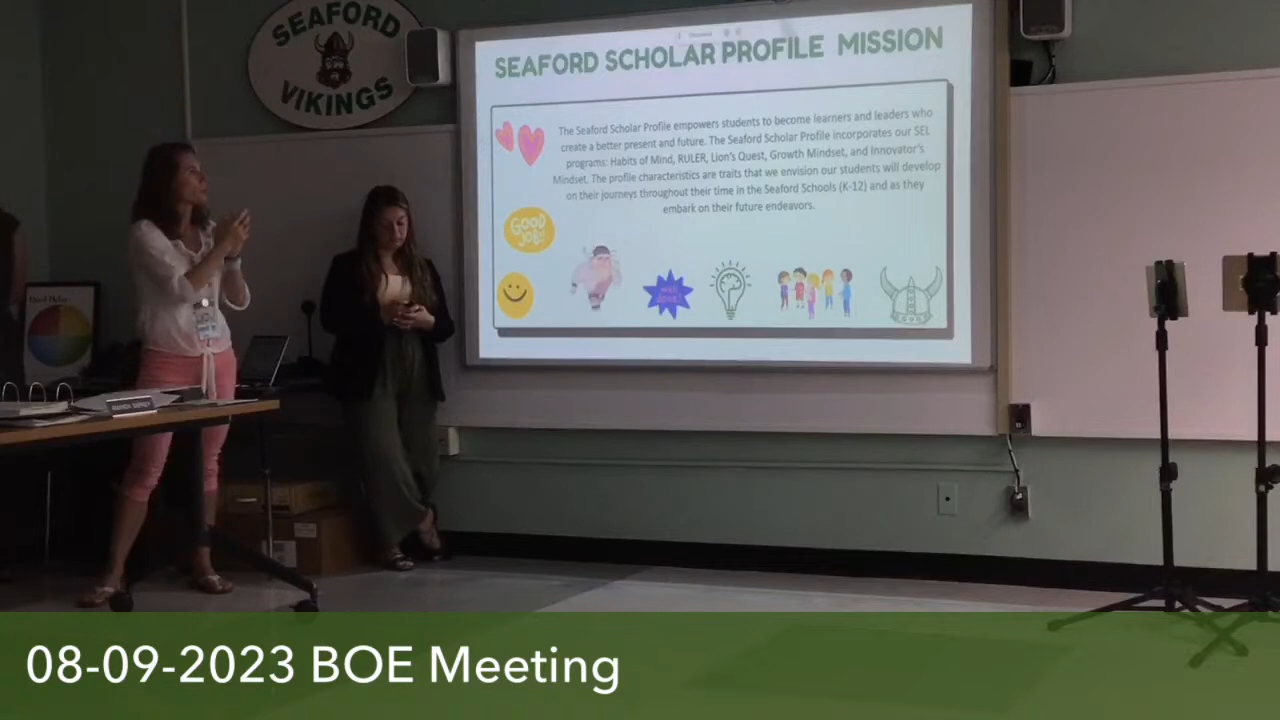 SEAFORD
VIKINGS
SEAFORD SCHOLAR PROFILE MISSION
The Seaford Scholar Profile empowers students to become learners and leaders who
create a better present and future. The Seaford Scholar Profile incorporates our SEL
programs: Habits of Mind, RULER, Lion's Quest, Growth Mindset, and Innovator's
Mindset. The profile characteristics are traits that we envision our students will develop
on their journeys throughout their time in the Seaford Schools (K-12) and as they
embark on their future endeavors.
GOOD
JOB!!
08-09-2023 BOE Meeting